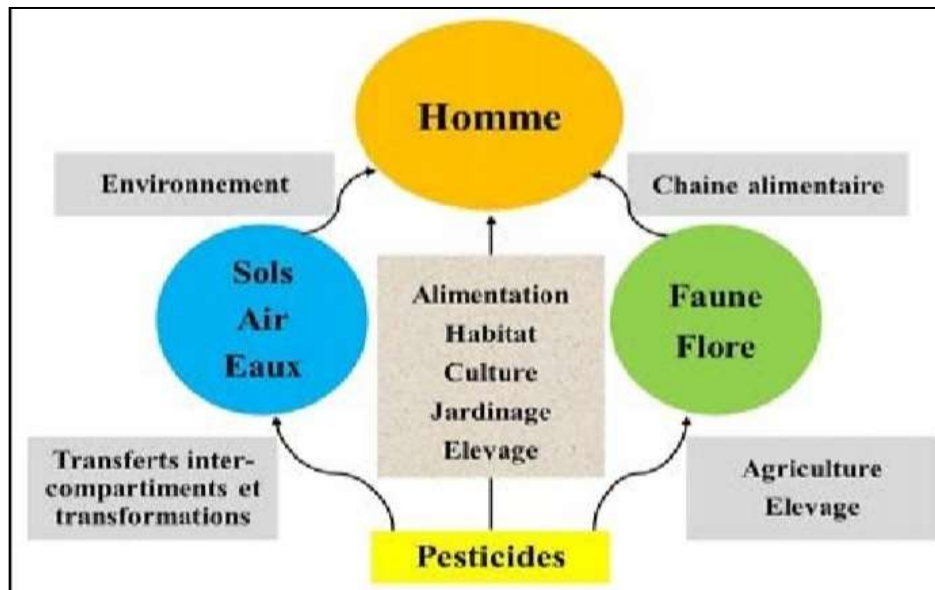 Homme
Environnement
Chaine alimentaire
Sols
Air
Eaux
Alimentation
Habitat
Culture
Jardinage
Elevage
Faune
Flore
Transferts inter-
compartiments et
transformations
Agriculture
Elevage
Pesticides